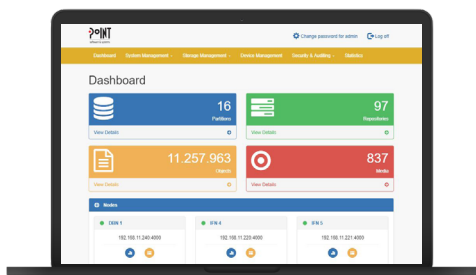 POINT
Change password for admin Log off
Dashboard System Management Storage Management Device Management Security & Auditing Statistics
Dashboard
16
Partitions
View Details
97
Repositories
View Details
11.257.963
Objects
View Details
837
Media
View Details
Nodes
IFN 4
IFN 5
192.168.11.240:4000
192.168.11.220:4000
192.168.11.221:4000